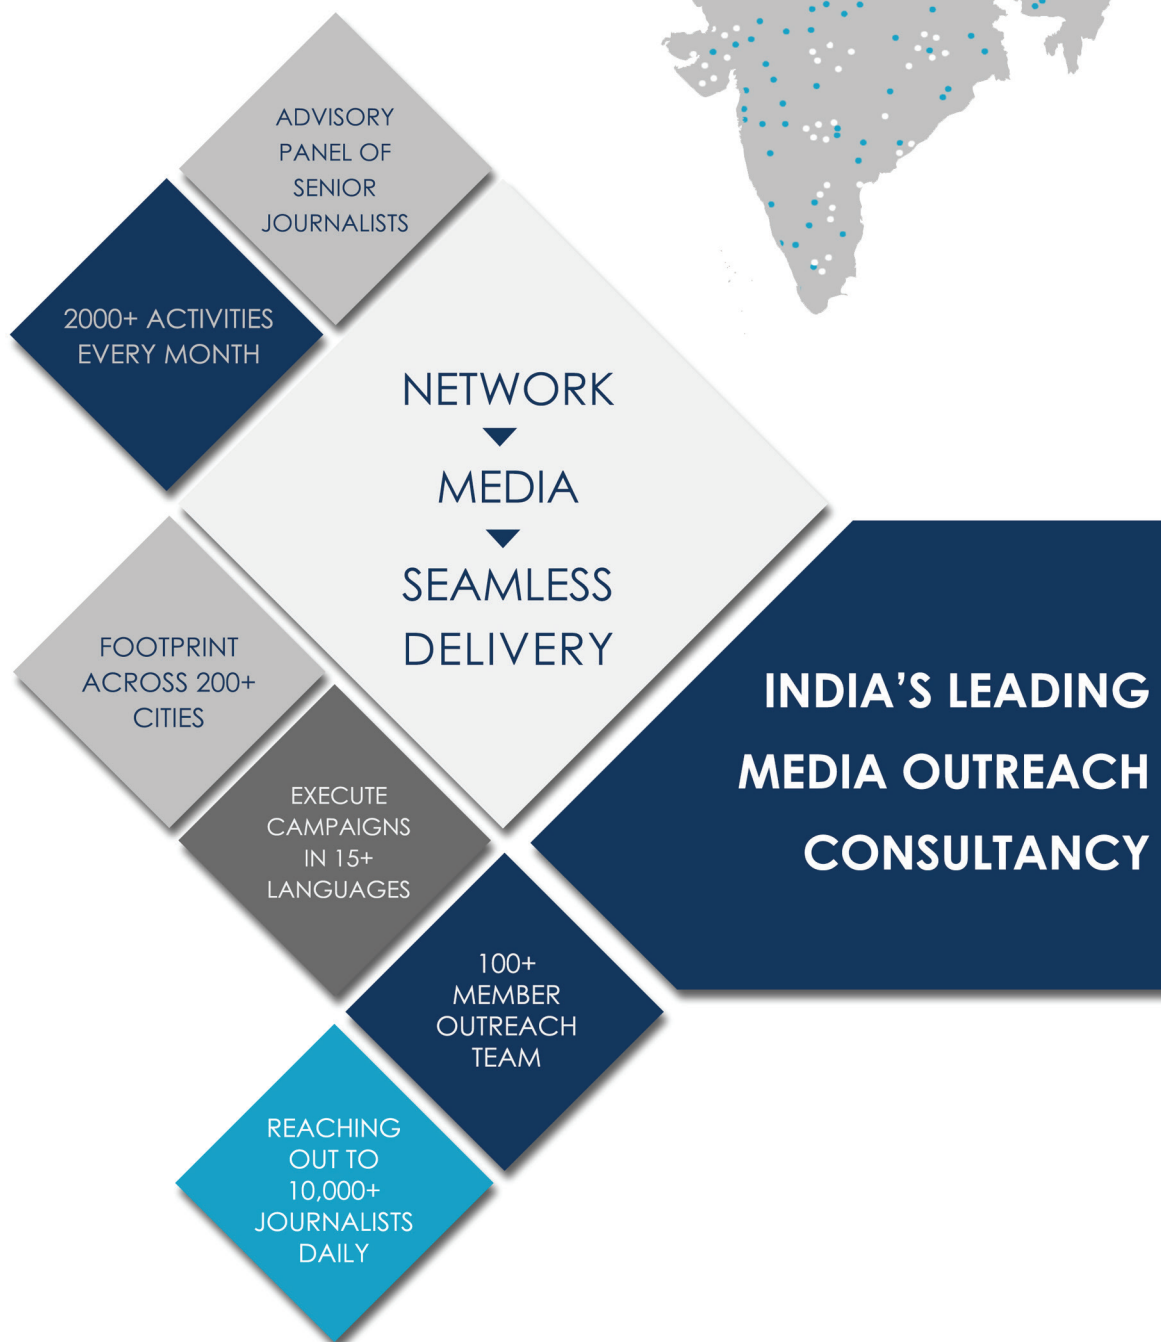 ADVISORY
PANEL OF
SENIOR
JOURNALISTS
2000+ ACTIVITIES
EVERY MONTH
NETWORK
MEDIA
SEAMLESS
DELIVERY
FOOTPRINT
ACROSS 200+
CITIES
EXECUTE
CAMPAIGNS
IN 15+
LANGUAGES
INDIA’S LEADING
MEDIA OUTREACH
CONSULTANCY
100+
MEMBER
OUTREACH
TEAM
REACHING
OUT TO
10,000+
JOURNALISTS
DAILY